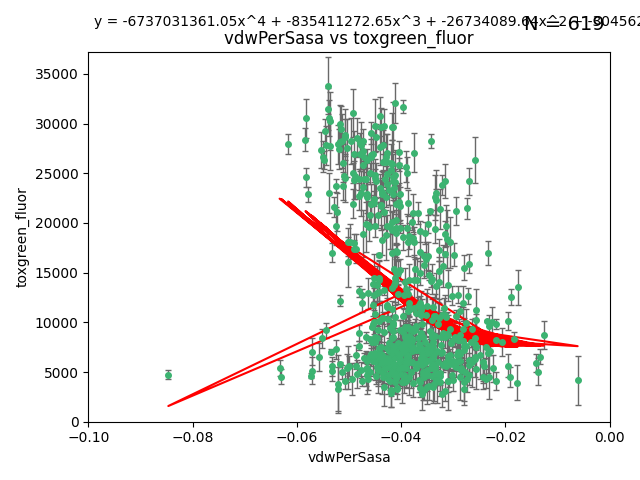 y = -6737031361.05x^4 + -835411272.65x^3 + -26734089.64x^2 + -304562
N = 619
vdwPerSasa vs toxgreen_fluor
toxgreen_fluor
35000
30000
25000
20000
15000
10000
5000
0
−0.10 −0.08 −0.06 −0.04 −0.02 0.00
vdwPerSasa